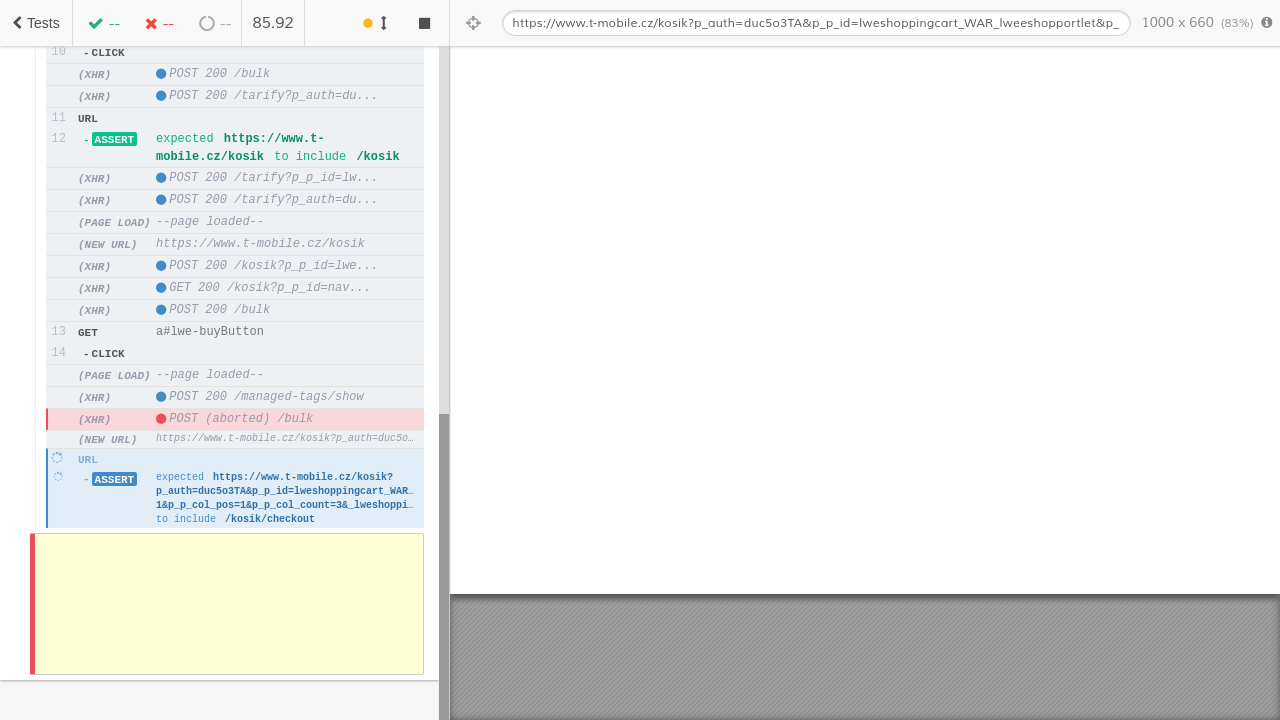 Tests -- -- -- 85.92
https://www.t-mobile.cz/kosik?p_auth=duc5o3TA&p_p_id=lweshoppingcart_WAR_lweeshopportlet&p_
1000 x 660 (83%)
10 - CLICK
(XHR) POST 200 /bulk
(XHR) POST 200 /tarify?p_auth=du...
11 URL
12 - ASSERT expected https://www.t-
mobile.cz/kosik to include /kosik
(XHR) POST 200 /tarify?p_p_id=lw...
(XHR) POST 200 /tarify?p_auth=du...
(PAGE LOAD) --page loaded--
(NEW URL) https://www.t-mobile.cz/kosik
(XHR) POST 200 /kosik?p_p_id=lwe...
(XHR) GET 200 /kosik?p_p_id=nav...
(XHR) POST 200 /bulk
13 GET a#lwe-buyButton
14 - CLICK
(PAGE LOAD) --page loaded--
(XHR) POST 200 /managed-tags/show
(XHR) POST (aborted) /bulk
(NEW URL) https://www.t-mobile.cz/kosik?p_auth=duc5o…
URL
- ASSERT expected https://www.t-mobile.cz/kosik?
p_auth=duc5o3TA&p_p_id=lweshoppingcart_WAR…
1&p_p_col_pos=1&p_p_col_count=3&_lweshoppi…
to include /kosik/checkout